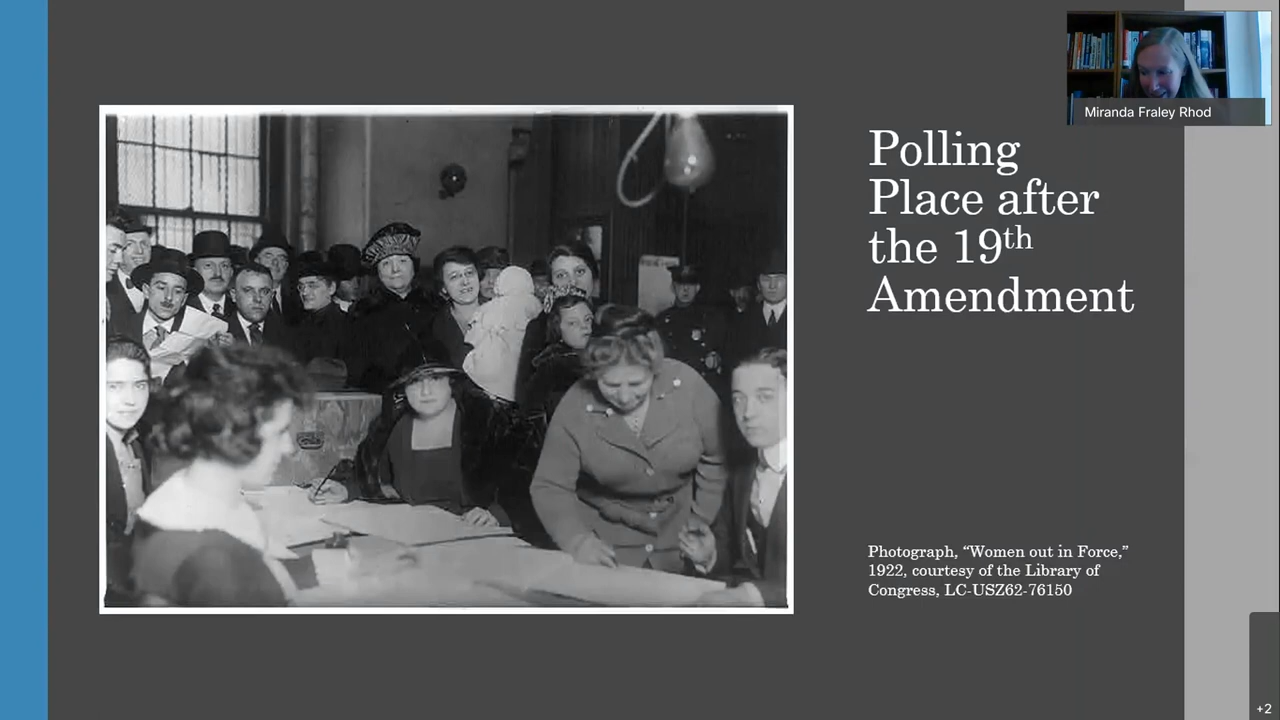 Miranda Fraley Rhod
Polling
Place after
the 19th
Amendment
Photograph, “Women out in Force,”
1922, courtesy of the Library of
Congress, LC-USZ62-76150
+2